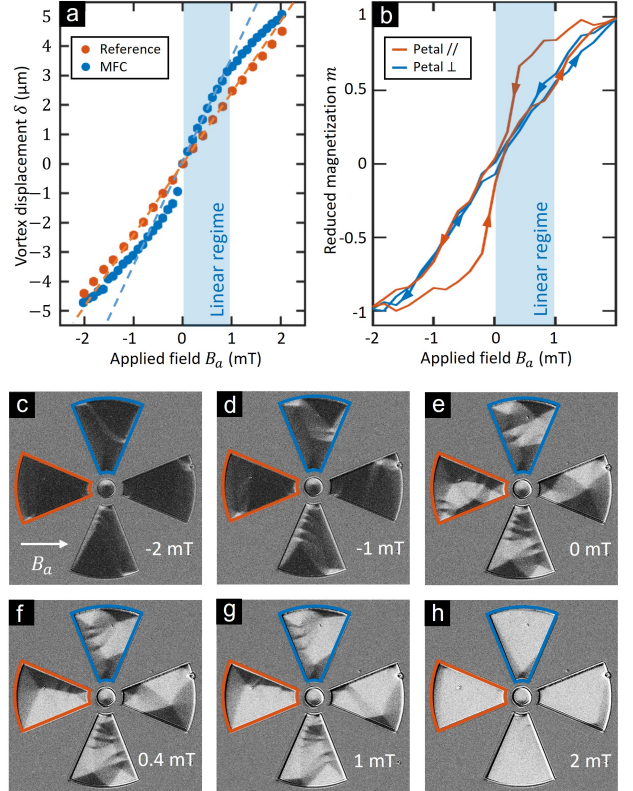 a
Reference
MFC
5
4
3
2
1
0
−1
−2
−3
−4
−5
-2
-1
0
1
2
Vortex displacement δ (μm)
Applied field Bₐ (mT)
Linear regime
b
Petal //
Petal ⊥
1
0.5
0
-0.5
-1
-2
-1
0
1
Reduced magnetization m
Applied field Bₐ (mT)
Linear regime
c
Bₐ
-2 mT
d
-1 mT
e
0 mT
f
0.4 mT
g
1 mT
h
2 mT